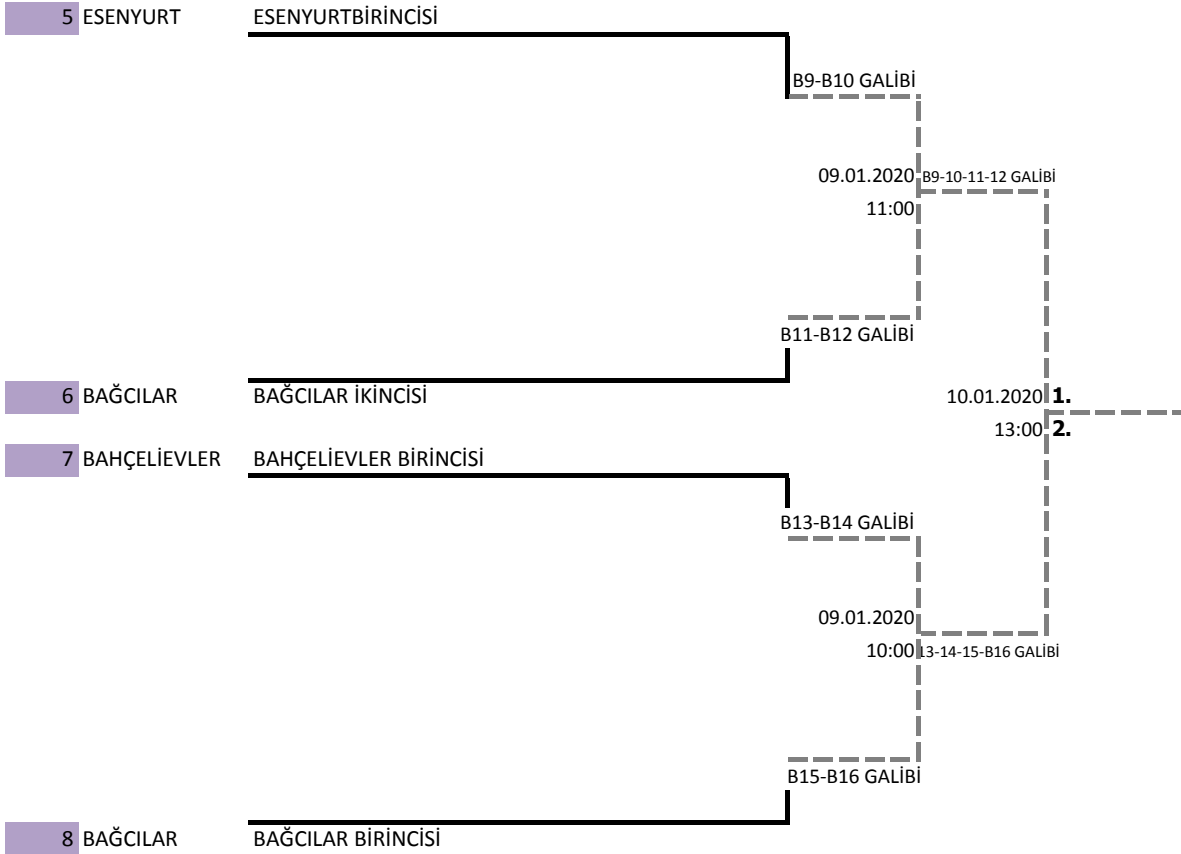 5 ESENYURT ESENYURTBİRİNCİSİ
B9-B10 GALİBİ
09.01.2020 B9-10-11-12 GALİBİ
11:00
B11-B12 GALİBİ
6 BAĞCILAR BAĞCILAR İKİNCİSİ
10.01.2020 1.
13:00 2.
7 BAHÇELİEVLER BAHÇELİEVLER BİRİNCİSİ
B13-B14 GALİBİ
09.01.2020
10:00 13-14-15-B16 GALİBİ
B15-B16 GALİBİ
8 BAĞCILAR BAĞCILAR BİRİNCİSİ